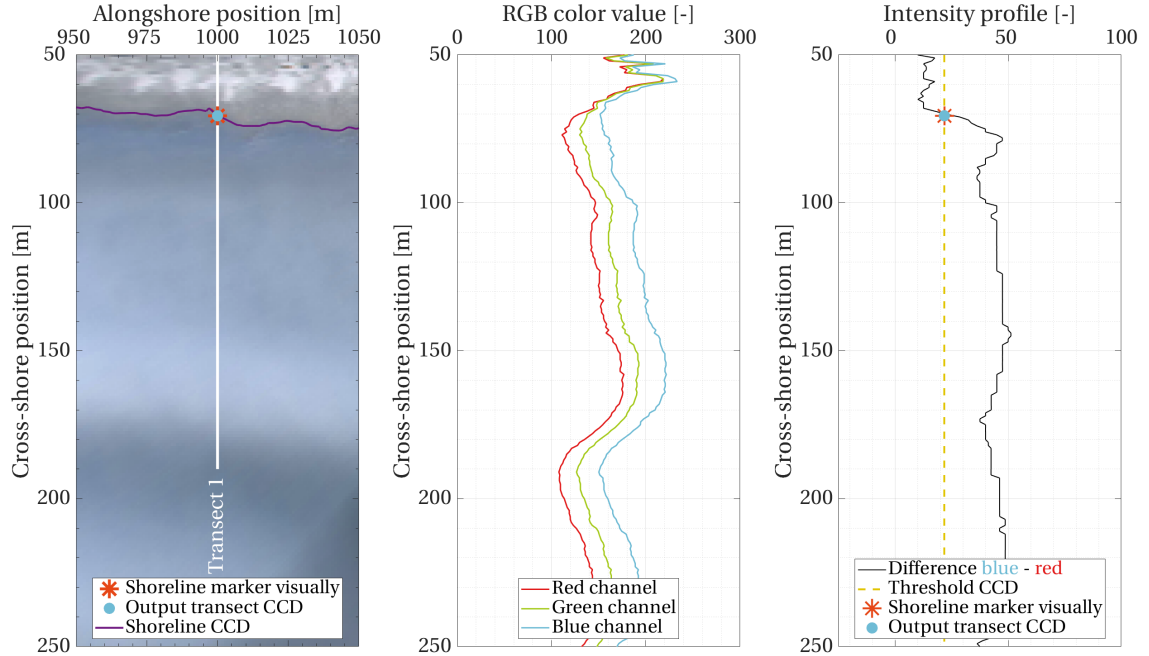 Alongshore position [m]
950 975 1000 1025 1050
50
100
150
200
250
Cross-shore position [m]
Transect 1
Shoreline marker visually
Output transect CCD
Shoreline CCD
RGB color value [-]
0 100 200 300
50
100
150
200
250
Cross-shore position [m]
Red channel
Green channel
Blue channel
Intensity profile [-]
0 50 100
50
100
150
200
250
Cross-shore position [m]
Difference blue - red
Threshold CCD
Shoreline marker visually
Output transect CCD